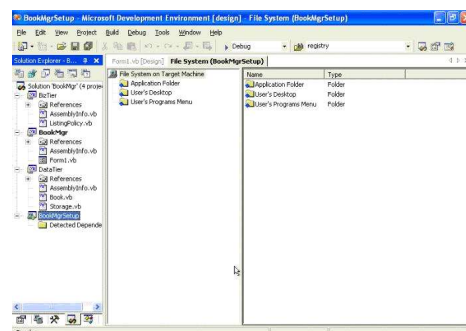 BookMgrSetup - Microsoft Development Environment [design] - File System (BookMgrSetup)
File Edit View Project Build Debug Tools Window Help
Debug registry
Solution Explorer - B...
Form1.vb [Design] File System (BookMgrSetup)
Solution 'BookMgr' (4 proje
BizTier
References
AssemblyInfo.vb
ListingPolicy.vb
BookMgr
References
AssemblyInfo.vb
Form1.vb
DataTier
References
AssemblyInfo.vb
Book.vb
Storage.vb
BookMgrSetup
Detected Depende
File System on Target Machine
Application Folder
User's Desktop
User's Programs Menu
Name Type
Application Folder Folder
User's Desktop Folder
User's Programs Menu Folder